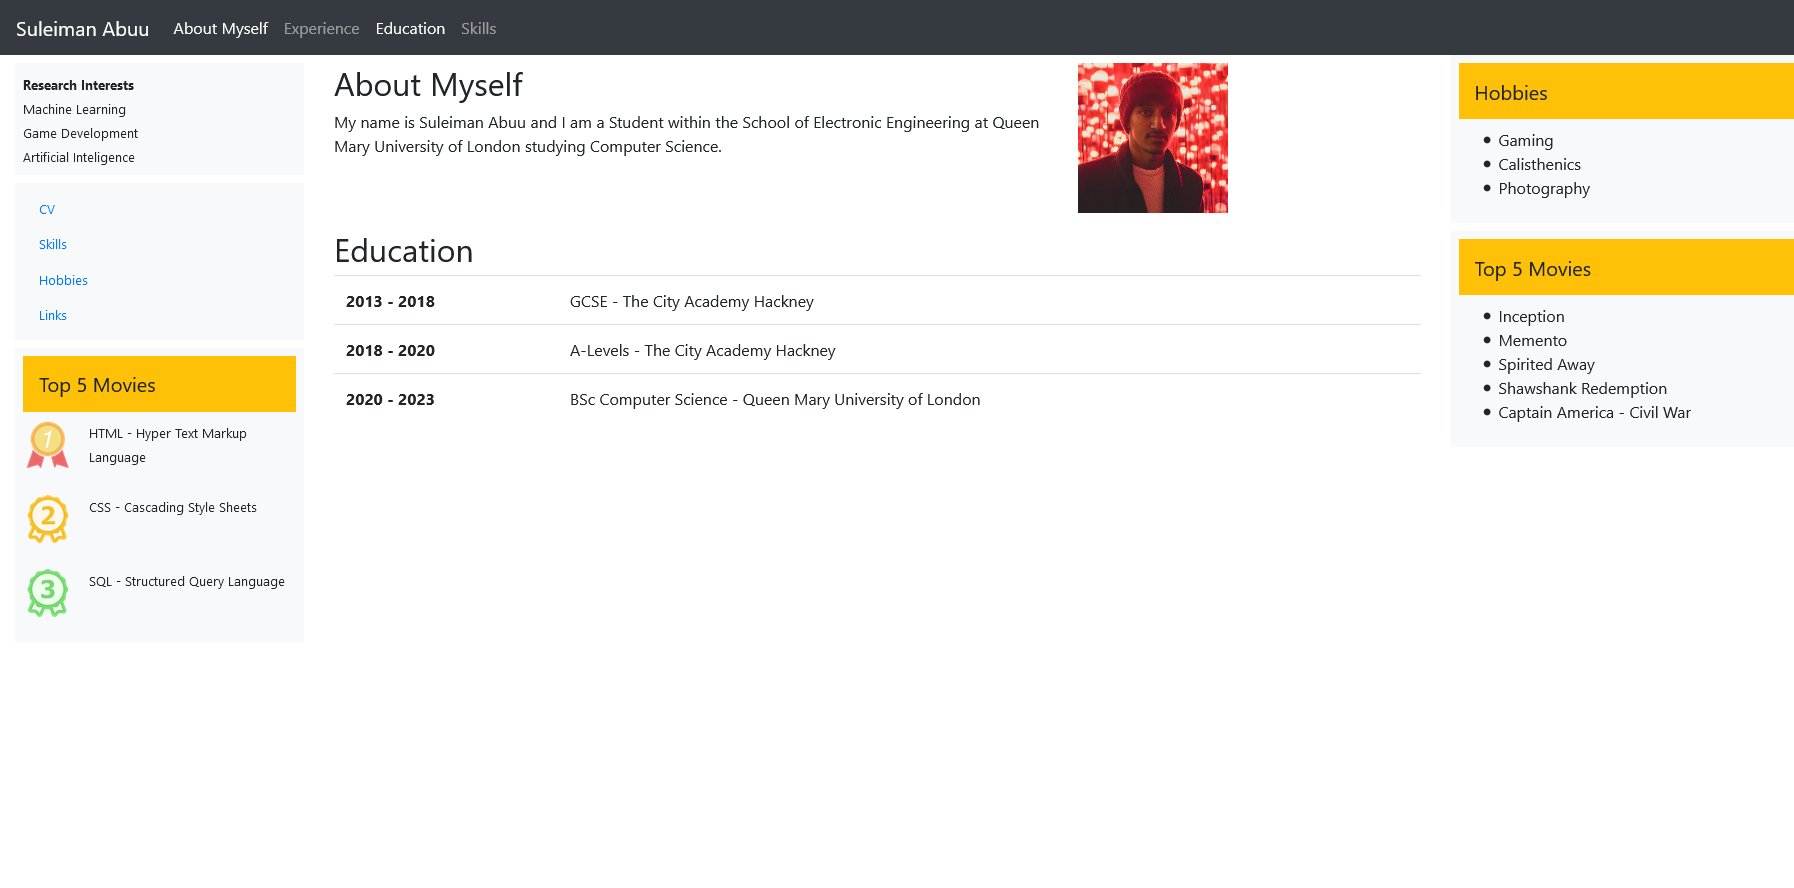 Suleiman Abuu About Myself Experience Education Skills
Research Interests
Machine Learning
Game Development
Artificial Inteligence
CV
Skills
Hobbies
Links
Top 5 Movies
1
HTML - Hyper Text Markup
Language
2
CSS - Cascading Style Sheets
3
SQL - Structured Query Language
About Myself
My name is Suleiman Abuu and I am a Student within the School of Electronic Engineering at Queen
Mary University of London studying Computer Science.
Education
2013 - 2018 GCSE - The City Academy Hackney
2018 - 2020 A-Levels - The City Academy Hackney
2020 - 2023 BSc Computer Science - Queen Mary University of London
Hobbies
Gaming
Calisthenics
Photography
Top 5 Movies
Inception
Memento
Spirited Away
Shawshank Redemption
Captain America - Civil War